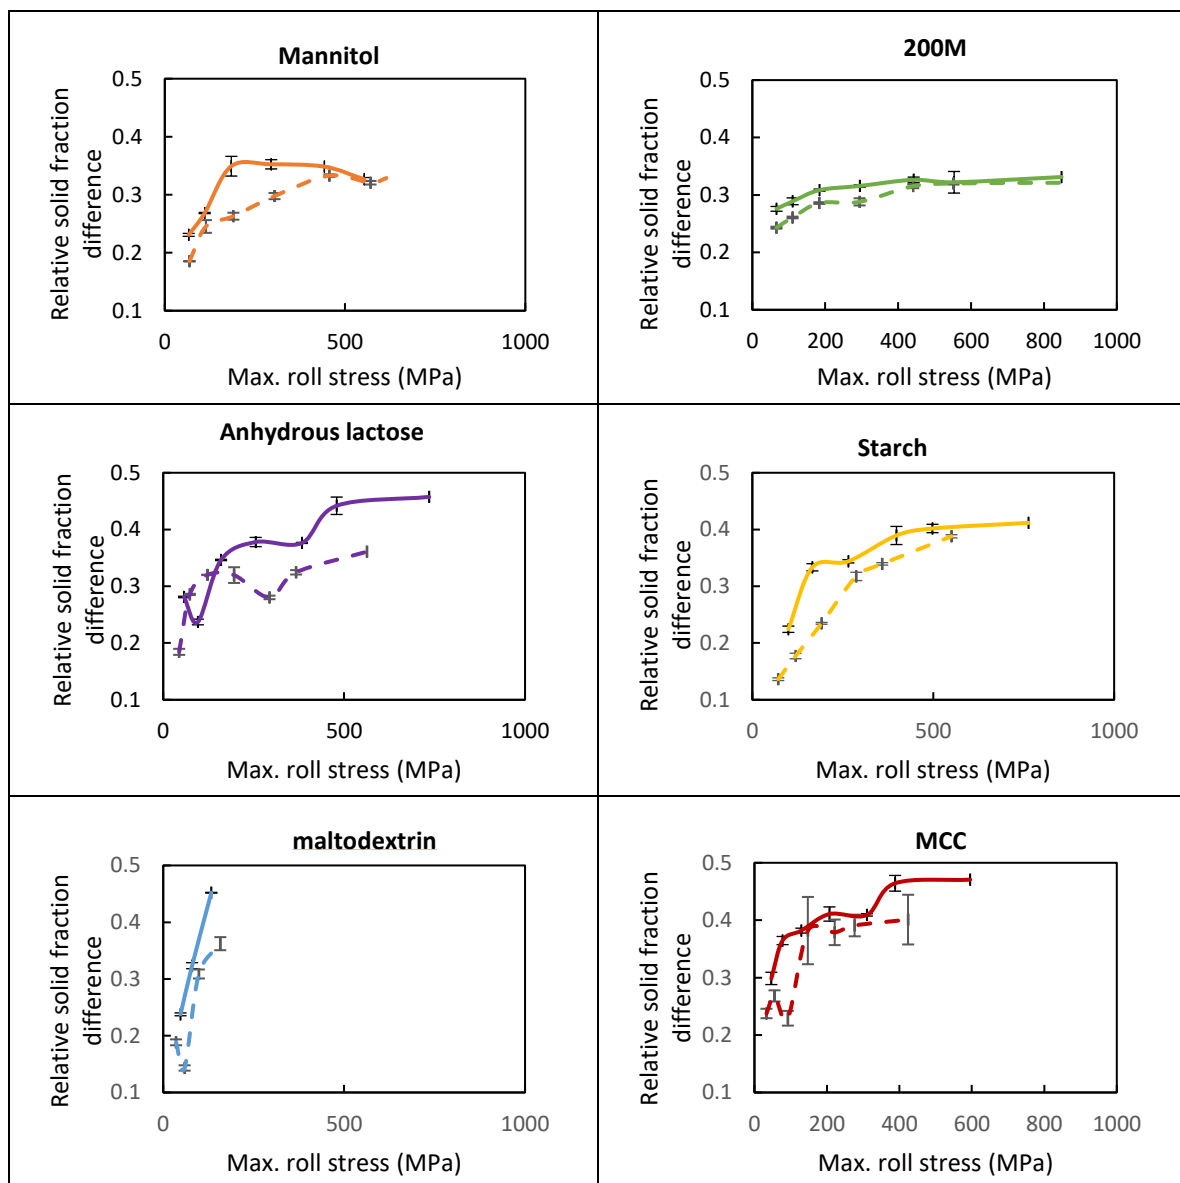 Mannitol
0.5
0.4
0.3
0.2
0.1
0
500
1000
Relative solid fraction
difference
Max. roll stress (MPa)
200M
0.5
0.4
0.3
0.2
0.1
0
200
400
600
800
1000
Relative solid fraction
difference
Max. roll stress (MPa)
Anhydrous lactose
0.5
0.4
0.3
0.2
0.1
0
500
1000
Relative solid fraction
difference
Max. roll stress (MPa)
Starch
0.5
0.4
0.3
0.2
0.1
0
500
1000
Relative solid fraction
difference
Max. roll stress (MPa)
maltodextrin
0.5
0.4
0.3
0.2
0.1
0
500
1000
Relative solid fraction
difference
Max. roll stress (MPa)
MCC
0.5
0.4
0.3
0.2
0.1
0
200
400
600
800
1000
Relative solid fraction
difference
Max. roll stress (MPa)